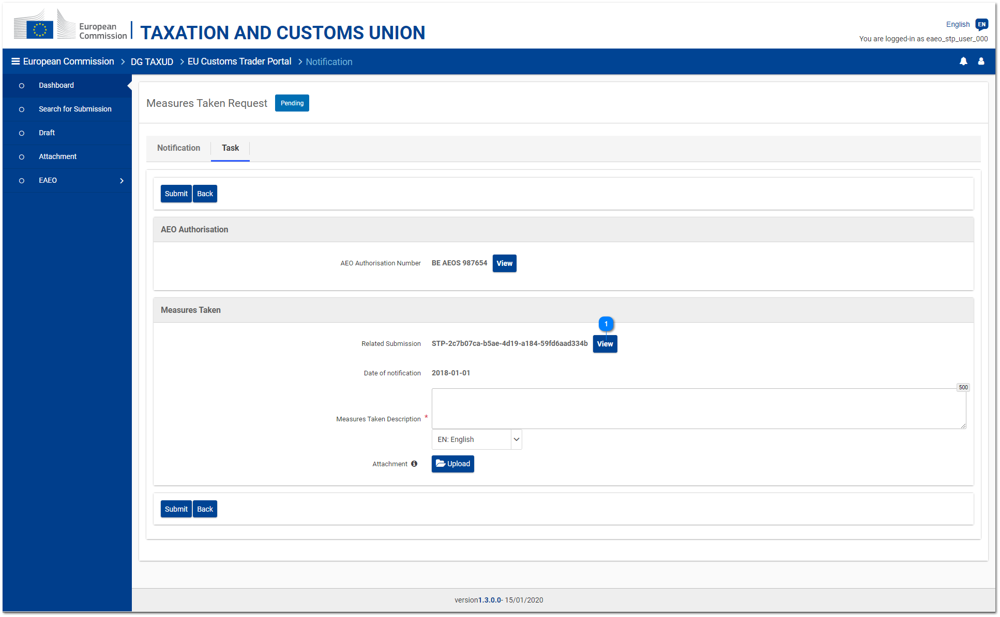 European
Commission
TAXATION AND CUSTOMS UNION
English EN
You are logged-in as eaeo_stp_user_000
European Commission > DG TAXUD > EU Customs Trader Portal > Notification
Dashboard
Search for Submission
Draft
Attachment
EAEO
Measures Taken Request Pending
Notification Task
Submit Back
AEO Authorisation
AEO Authorisation Number BE AEOS 987654 View
Measures Taken
1
Related Submission STP-2c7b07ca-b5ae-4d19-a184-59fd6aad334b View
Date of notification 2018-01-01
500
Measures Taken Description *
EN: English
Attachment Upload
Submit Back
version1.3.0.0- 15/01/2020